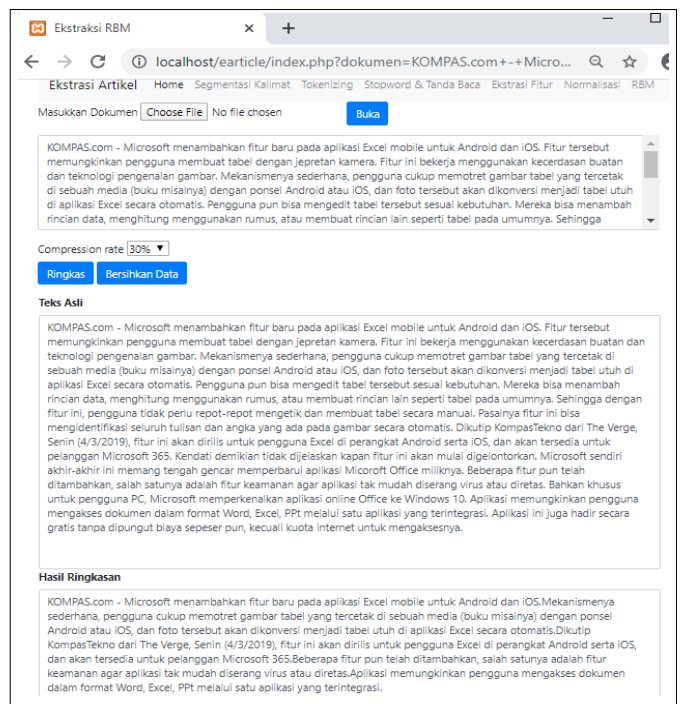 Ekstraksi RBM
localhost/earticle/index.php?dokumen=KOMPAS.com+-+Micro...
Ekstrasi Artikel Home Segmentasi Kalimat Tokenizing Stopword & Tanda Baca Ekstrasi Fitur Normalisasi RBM
Masukkan Dokumen Choose File No file chosen Buka
KOMPAS.com - Microsoft menambahkan fitur baru pada aplikasi Excel mobile untuk Android dan iOS. Fitur tersebut
memungkinkan pengguna membuat tabel dengan jepretan kamera. Fitur ini bekerja menggunakan kecerdasan buatan
dan teknologi pengenalan gambar. Mekanismenya sederhana, pengguna cukup memotret gambar tabel yang tercetak
di sebuah media (buku misalnya) dengan ponsel Android atau iOS, dan foto tersebut akan dikonversi menjadi tabel utuh
di aplikasi Excel secara otomatis. Pengguna pun bisa mengedit tabel tersebut sesuai kebutuhan. Mereka bisa menambah
rincian data, menghitung menggunakan rumus, atau membuat rincian lain seperti tabel pada umumnya. Sehingga
Compression rate 30%
Ringkas Bersihkan Data
Teks Asli
KOMPAS.com - Microsoft menambahkan fitur baru pada aplikasi Excel mobile untuk Android dan iOS. Fitur tersebut
memungkinkan pengguna membuat tabel dengan jepretan kamera. Fitur ini bekerja menggunakan kecerdasan buatan dan
teknologi pengenalan gambar. Mekanismenya sederhana, pengguna cukup memotret gambar tabel yang tercetak di
sebuah media (buku misalnya) dengan ponsel Android atau iOS, dan foto tersebut akan dikonversi menjadi tabel utuh di
aplikasi Excel secara otomatis. Pengguna pun bisa mengedit tabel tersebut sesuai kebutuhan. Mereka bisa menambah
rincian data, menghitung menggunakan rumus, atau membuat rincian lain seperti tabel pada umumnya. Sehingga dengan
fitur ini, pengguna tidak perlu repot-repot mengetik dan membuat tabel secara manual. Pasalnya fitur ini bisa
mengidentifikasi seluruh tulisan dan angka yang ada pada gambar secara otomatis. Dikutip KompasTekno dari The Verge,
Senin (4/3/2019), fitur ini akan dirilis untuk pengguna Excel di perangkat Android serta iOS, dan akan tersedia untuk
pelanggan Microsoft 365. Kendati demikian tidak dijelaskan kapan fitur ini akan mulai digelontorkan. Microsoft sendiri
akhir-akhir ini memang tengah gencar memperbarui aplikasi Micoroft Office miliknya. Beberapa fitur pun telah
ditambahkan, salah satunya adalah fitur keamanan agar aplikasi tak mudah diserang virus atau diretas. Bahkan khusus
untuk pengguna PC, Microsoft memperkenalkan aplikasi online Office ke Windows 10. Aplikasi memungkinkan pengguna
mengakses dokumen dalam format Word, Excel, PPt melalui satu aplikasi yang terintegrasi. Aplikasi ini juga hadir secara
gratis tanpa dipungut biaya sepeser pun, kecuali kuota internet untuk mengaksesnya.
Hasil Ringkasan
KOMPAS.com - Microsoft menambahkan fitur baru pada aplikasi Excel mobile untuk Android dan iOS.Mekanismenya
sederhana, pengguna cukup memotret gambar tabel yang tercetak di sebuah media (buku misalnya) dengan ponsel
Android atau iOS, dan foto tersebut akan dikonversi menjadi tabel utuh di aplikasi Excel secara otomatis.Dikutip
KompasTekno dari The Verge, Senin (4/3/2019), fitur ini akan dirilis untuk pengguna Excel di perangkat Android serta iOS,
dan akan tersedia untuk pelanggan Microsoft 365.Beberapa fitur pun telah ditambahkan, salah satunya adalah fitur
keamanan agar aplikasi tak mudah diserang virus atau diretas.Aplikasi memungkinkan pengguna mengakses dokumen
dalam format Word, Excel, PPt melalui satu aplikasi yang terintegrasi.